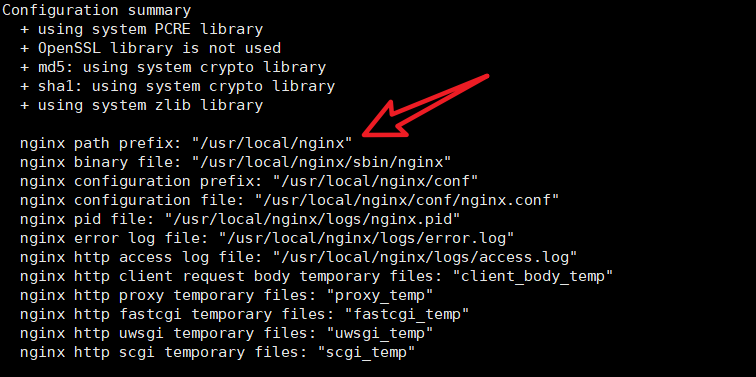 Configuration summary
+ using system PCRE library
+ OpenSSL library is not used
+ md5: using system crypto library
+ sha1: using system crypto library
+ using system zlib library
nginx path prefix: "/usr/local/nginx"
nginx binary file: "/usr/local/nginx/sbin/nginx"
nginx configuration prefix: "/usr/local/nginx/conf"
nginx configuration file: "/usr/local/nginx/conf/nginx.conf"
nginx pid file: "/usr/local/nginx/logs/nginx.pid"
nginx error log file: "/usr/local/nginx/logs/error.log"
nginx http access log file: "/usr/local/nginx/logs/access.log"
nginx http client request body temporary files: "client_body_temp"
nginx http proxy temporary files: "proxy_temp"
nginx http fastcgi temporary files: "fastcgi_temp"
nginx http uwsgi temporary files: "uwsgi_temp"
nginx http scgi temporary files: "scgi_temp"